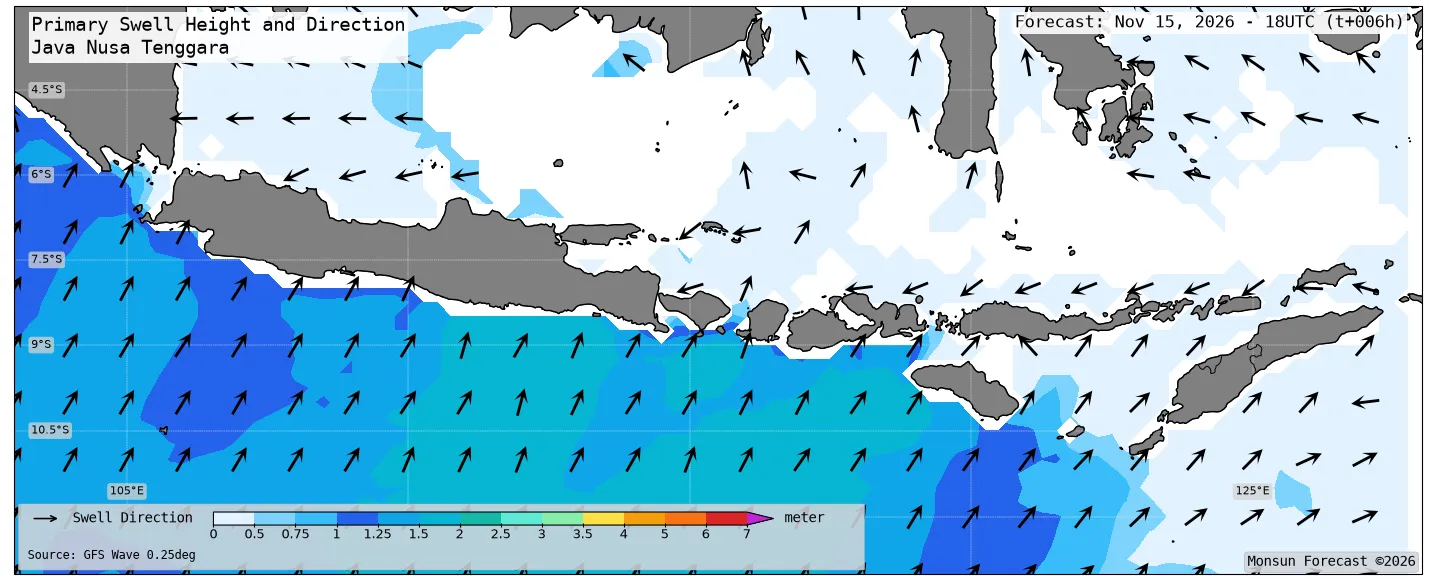 Primary Swell Height and Direction
Java Nusa Tenggara
Forecast: Nov 15, 2026 - 18UTC (t+006h)
4.5°S
6°S
7.5°S
9°S
10.5°S
105°E
125°E
Swell Direction
meter
0 0.5 0.75 1 1.25 1.5 2 2.5 3 3.5 4 5 6 7
Source: GFS Wave 0.25deg
Monsun Forecast ©2026